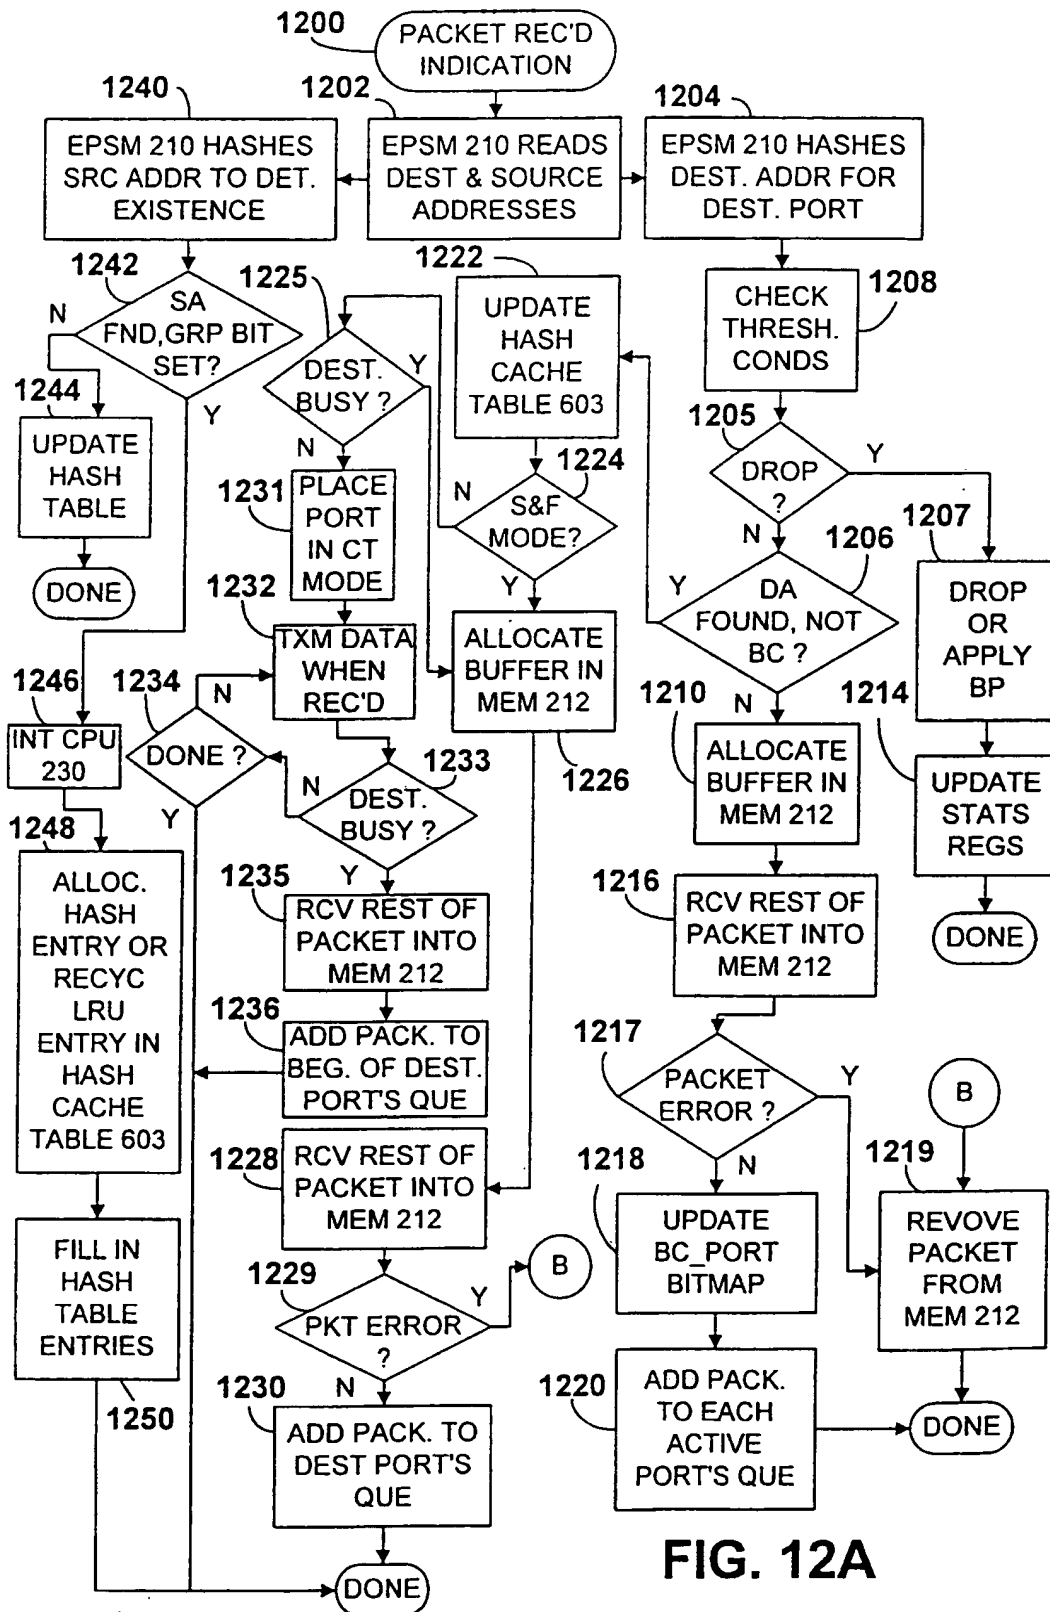 1200
PACKET REC'D
INDICATION
1240
1202
1204
EPSM 210 HASHES
SRC ADDR TO DET.
EXISTENCE
EPSM 210 READS
DEST & SOURCE
ADDRESSES
EPSM 210 HASHES
DEST. ADDR FOR
DEST. PORT
1242
SA
FND,GRP BIT
SET?
N
Y
1244
UPDATE
HASH
TABLE
DONE
1225
DEST.
BUSY ?
Y
N
1222
UPDATE
HASH
CACHE
TABLE 603
1208
CHECK
THRESH.
CONDS
1205
DROP
?
Y
N
1224
S&F
MODE?
N
Y
1231
PLACE
PORT
IN CT
MODE
1206
DA
FOUND, NOT
BC ?
Y
N
1207
DROP
OR
APPLY
BP
1232
TXM DATA
WHEN
REC'D
ALLOCATE
BUFFER IN
MEM 212
1226
1246
INT CPU
230
1234
DONE ?
N
Y
1233
DEST.
BUSY ?
N
Y
1210
ALLOCATE
BUFFER IN
MEM 212
1214
UPDATE
STATS
REGS
DONE
1248
ALLOC.
HASH
ENTRY OR
RECYC
LRU
ENTRY IN
HASH
CACHE
TABLE 603
1235
RCV REST OF
PACKET INTO
MEM 212
1216
RCV REST OF
PACKET INTO
MEM 212
1236
ADD PACK. TO
BEG. OF DEST.
PORT'S QUE
1217
PACKET
ERROR ?
Y
N
B
1228
RCV REST OF
PACKET INTO
MEM 212
1218
UPDATE
BC_PORT
BITMAP
1219
REVOVE
PACKET
FROM
MEM 212
FILL IN
HASH
TABLE
ENTRIES
1250
1229
PKT ERROR
?
Y
N
B
1230
ADD PACK. TO
DEST PORT'S
QUE
1220
ADD PACK.
TO EACH
ACTIVE
PORT'S QUE
DONE
DONE
FIG. 12A